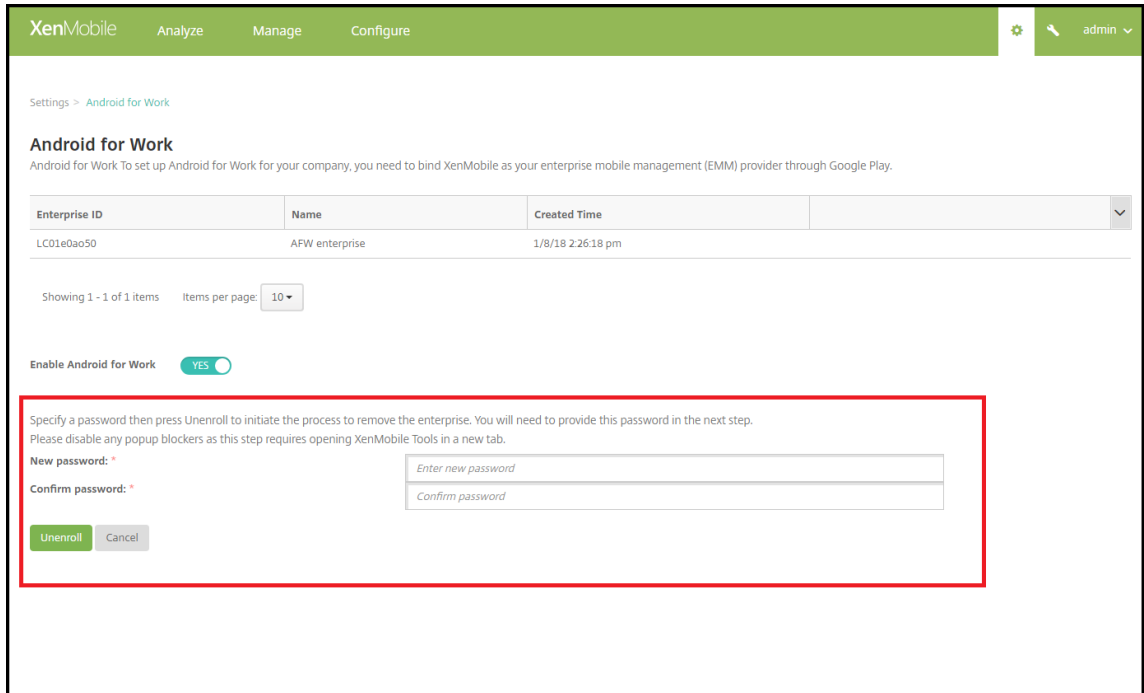 XenMobile Analyze Manage Configure admin
Settings > Android for Work
Android for Work
Android for Work To set up Android for Work for your company, you need to bind XenMobile as your enterprise mobile management (EMM) provider through Google Play.
Enterprise ID Name Created Time
LC01e0ao50 AFW enterprise 1/8/18 2:26:18 pm
Showing 1 - 1 of 1 items Items per page: 10
Enable Android for Work YES
Specify a password then press Unenroll to initiate the process to remove the enterprise. You will need to provide this password in the next step.
Please disable any popup blockers as this step requires opening XenMobile Tools in a new tab.
New password: * Enter new password
Confirm password: * Confirm password
Unenroll Cancel